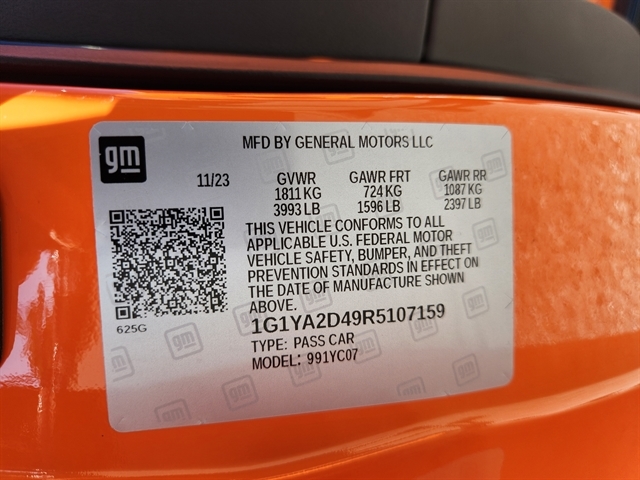 gm
MFD BY GENERAL MOTORS LLC
11/23 GVWR GAWR FRT GAWR RR
1811 KG 724 KG 1087 KG
3993 LB 1596 LB 2397 LB
THIS VEHICLE CONFORMS TO ALL
APPLICABLE U.S. FEDERAL MOTOR
VEHICLE SAFETY, BUMPER, AND THEFT
PREVENTION STANDARDS IN EFFECT ON
THE DATE OF MANUFACTURE SHOWN
ABOVE.
625G
1G1YA2D49R5107159
TYPE: PASS CAR
MODEL: 991YC07